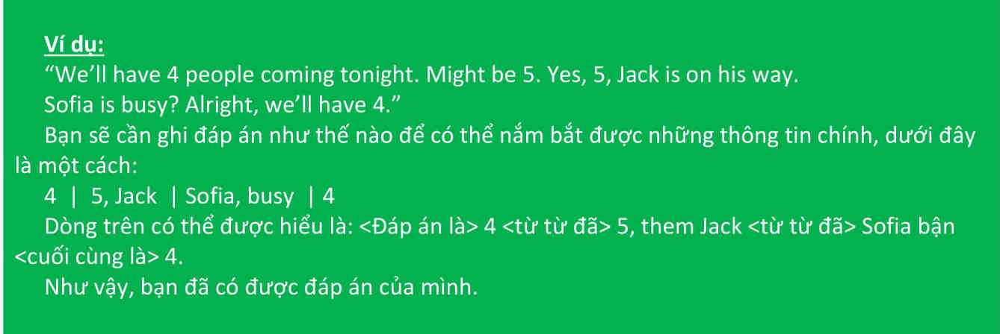 Ví dụ:
“We’ll have 4 people coming tonight. Might be 5. Yes, 5, Jack is on his way.
Sofia is busy? Alright, we’ll have 4.”
Bạn sẽ cần ghi đáp án như thế nào để có thể nắm bắt được những thông tin chính, dưới đây
là một cách:
4 | 5, Jack | Sofia, busy | 4
Dòng trên có thể được hiểu là: <Đáp án là> 4 <từ từ đã> 5, them Jack <từ từ đã> Sofia bận
<cuối cùng là> 4.
Như vậy, bạn đã có được đáp án của mình.